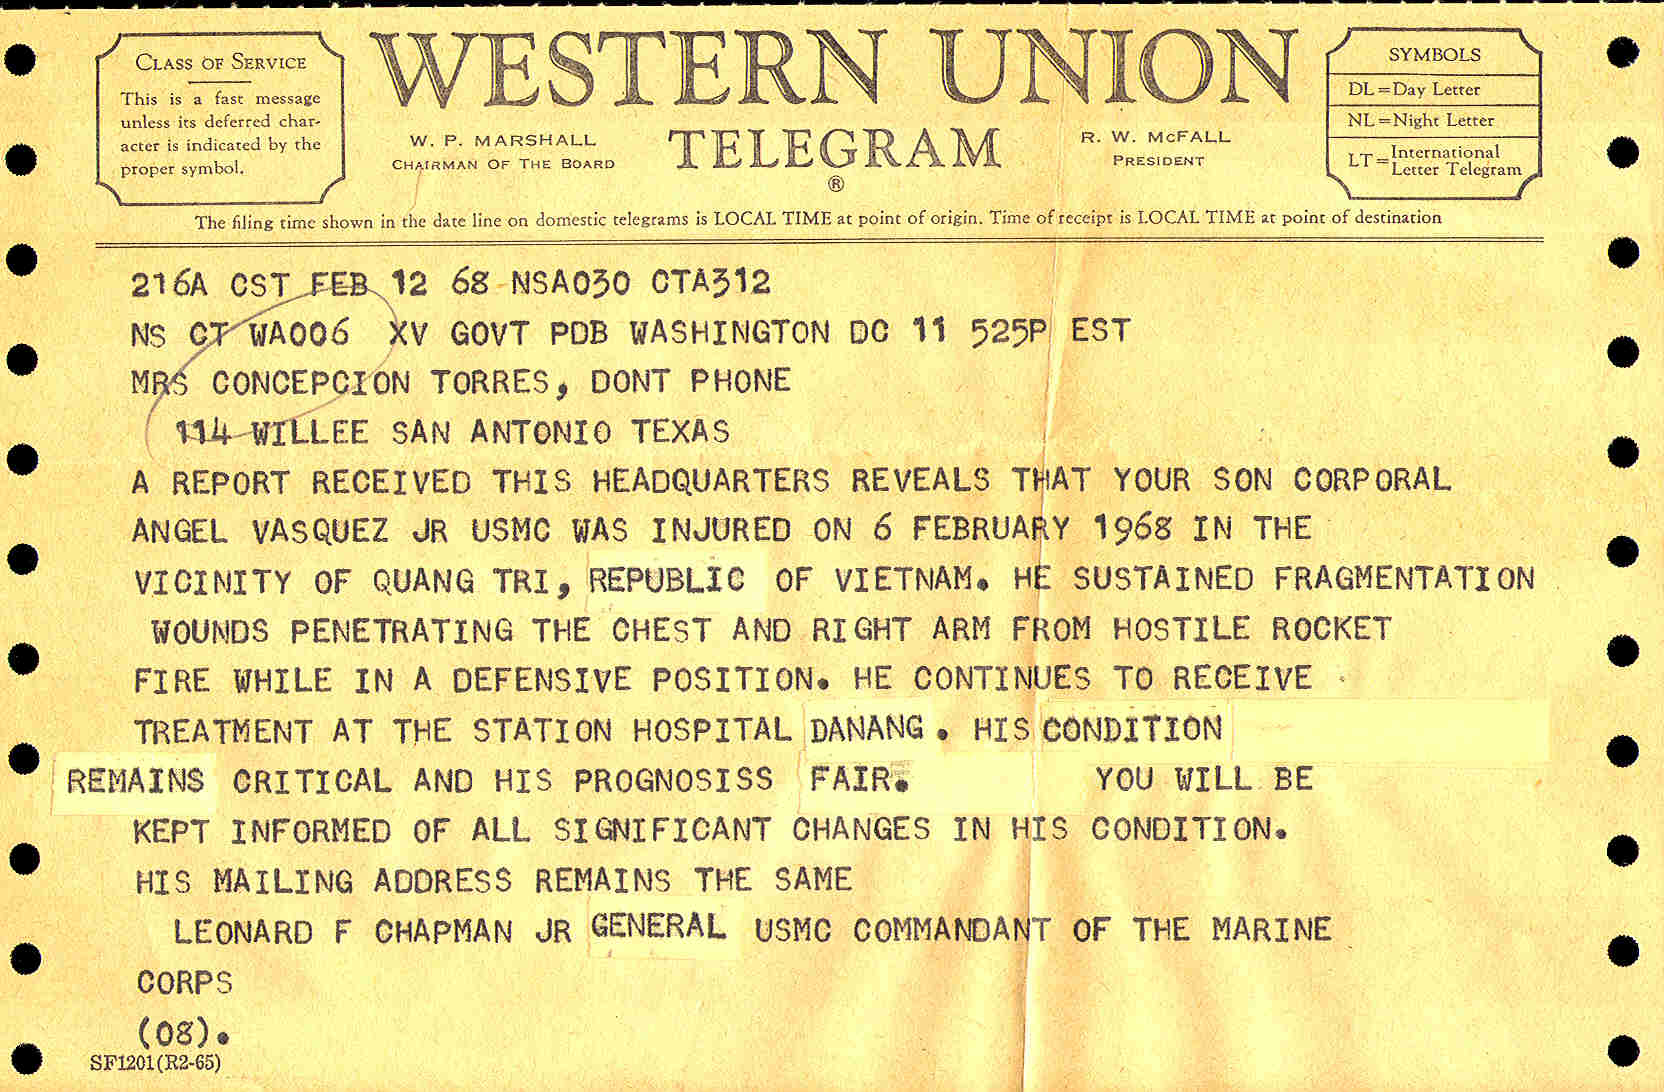 CLASS OF SERVICE
This is a fast message
unless its deferred char-
acter is indicated by the
proper symbol.
WESTERN UNION
TELEGRAM
®
W. P. MARSHALL
CHAIRMAN OF THE BOARD
R. W. McFALL
PRESIDENT
SYMBOLS
DL=Day Letter
NL=Night Letter
LT=International Letter Telegram
The filing time shown in the date line on domestic telegrams is LOCAL TIME at point of origin. Time of receipt is LOCAL TIME at point of destination
216A CST FEB 12 68 NSA030 CTA312
NS CT WA006 XV GOVT PDB WASHINGTON DC 11 525P EST
MRS CONCEPCION TORRES, DONT PHONE
114 WILLEE SAN ANTONIO TEXAS
A REPORT RECEIVED THIS HEADQUARTERS REVEALS THAT YOUR SON CORPORAL
ANGEL VASQUEZ JR USMC WAS INJURED ON 6 FEBRUARY 1968 IN THE
VICINITY OF QUANG TRI, REPUBLIC OF VIETNAM. HE SUSTAINED FRAGMENTATION
WOUNDS PENETRATING THE CHEST AND RIGHT ARM FROM HOSTILE ROCKET
FIRE WHILE IN A DEFENSIVE POSITION. HE CONTINUES TO RECEIVE
TREATMENT AT THE STATION HOSPITAL DANANG. HIS CONDITION
REMAINS CRITICAL AND HIS PROGNOSISS FAIR. YOU WILL BE
KEPT INFORMED OF ALL SIGNIFICANT CHANGES IN HIS CONDITION.
HIS MAILING ADDRESS REMAINS THE SAME
LEONARD F CHAPMAN JR GENERAL USMC COMMANDANT OF THE MARINE
CORPS
(08).
SF1201(R2-65)